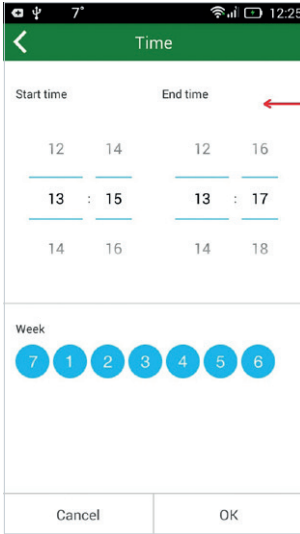 7° 12:25
Time
Start time End time
12 14 12 16
13 : 15 13 : 17
14 16 14 18
Week
7 1 2 3 4 5 6
Cancel OK